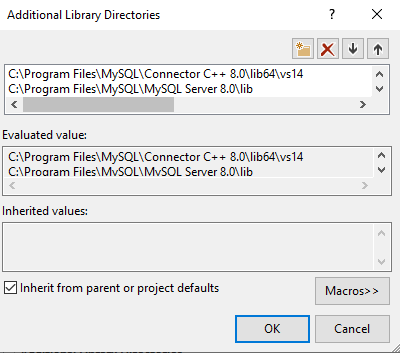 Additional Library Directories
C:\Program Files\MySQL\Connector C++ 8.0\lib64\vs14
C:\Program Files\MySQL\MySQL Server 8.0\lib
Evaluated value:
C:\Program Files\MySQL\Connector C++ 8.0\lib64\vs14
C:\Program Files\MySQL\MySQL Server 8.0\lib
Inherited values:
Inherit from parent or project defaults
Macros>>
OK
Cancel